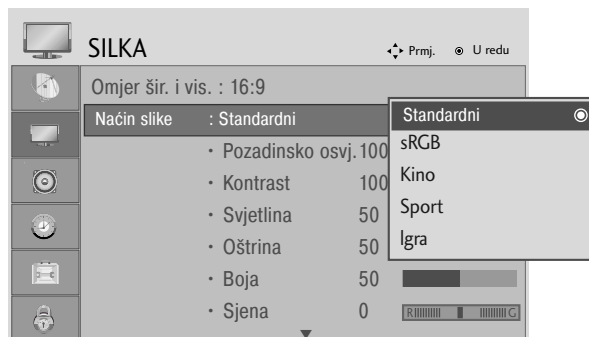 SILKA
Prmj. U redu
Omjer šir. i vis. : 16:9
Naćin slike : Standardni
• Pozadinsko osvj. 100
• Kontrast 100
• Svjetlina 50
• Oštrina 50
• Boja 50
• Sjena 0
R G
Standardni
sRGB
Kino
Sport
Igra